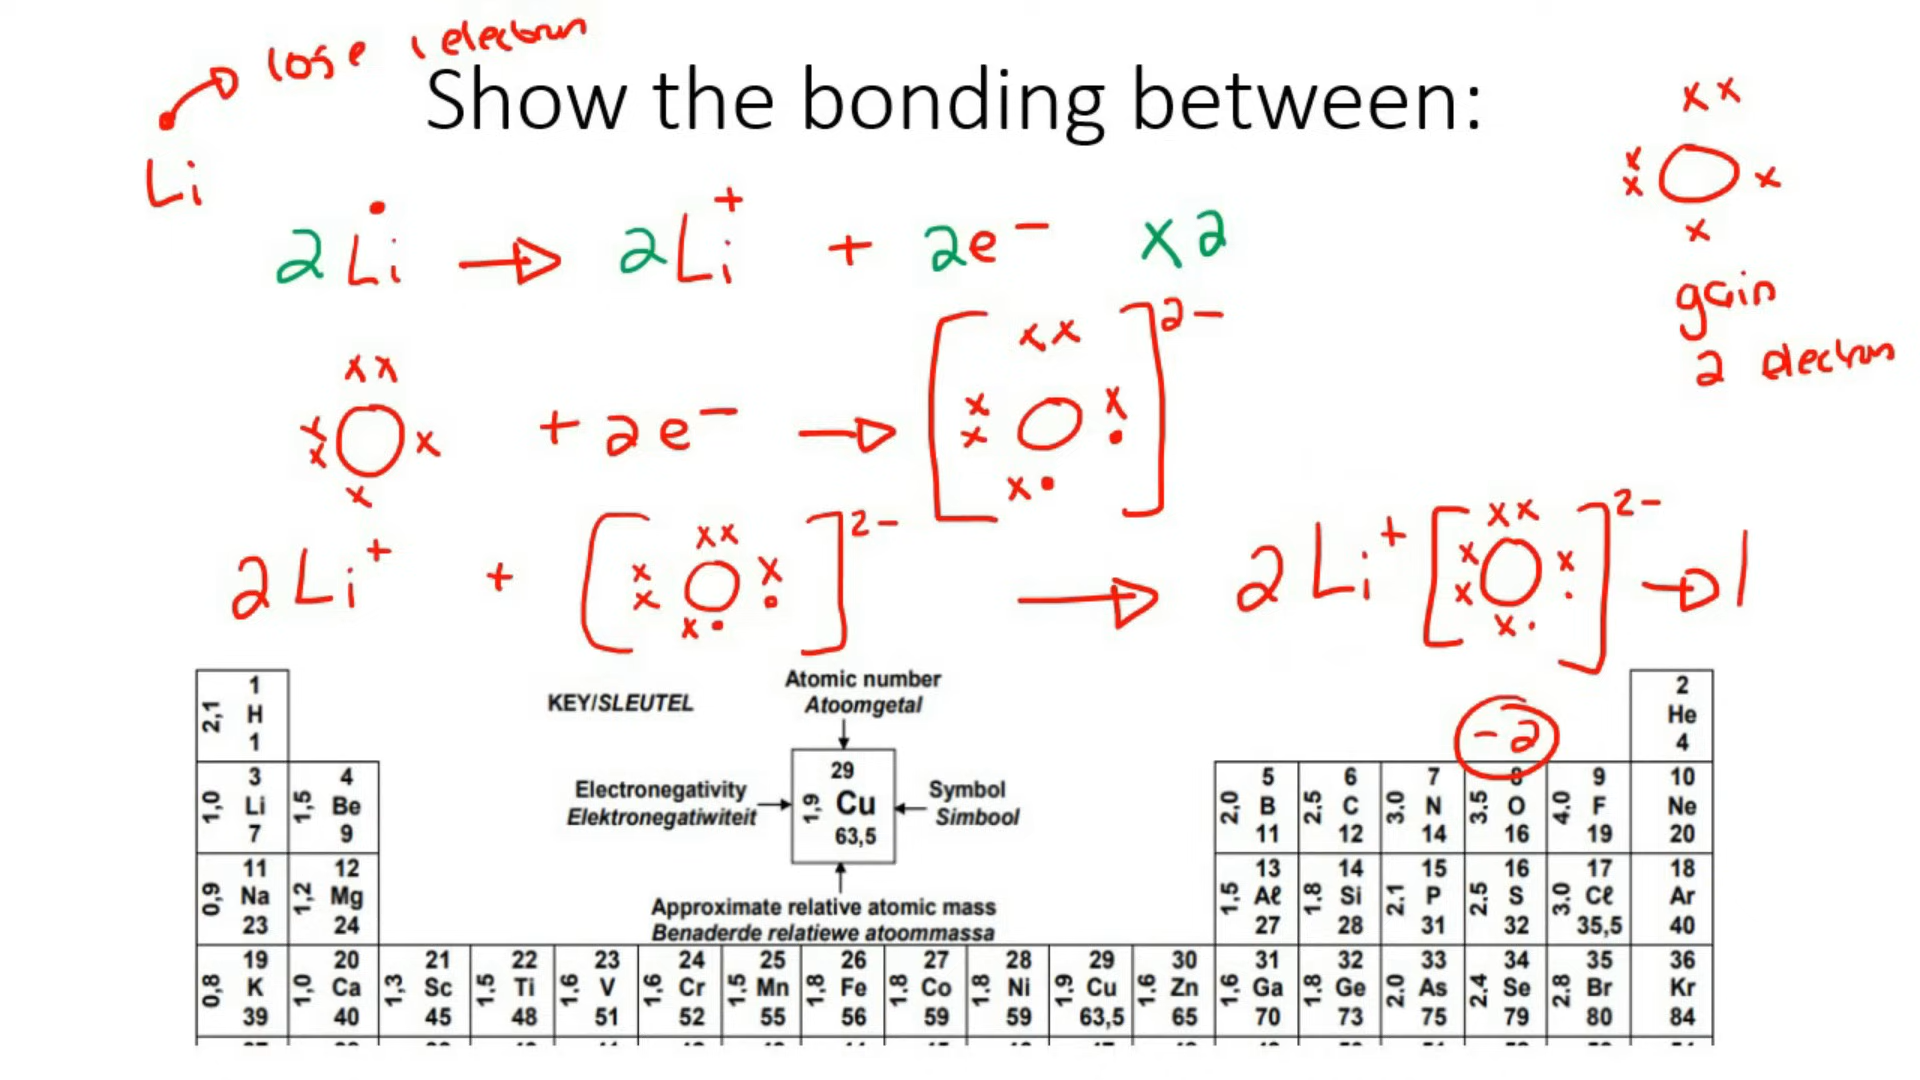 lose 1 electron
Show the bonding between:
Li
2Li → 2Li+ + 2e− x2
xx
x
x
O
x
x
gain
2 electrons
xx
x
x
O
x
x
+ 2e− → [
xx
x
x
O
x
•
x •
]2−
2Li+ + [
xx
x
x
O
x
•
x •
]2− → 2Li+ [
xx
x
x
O
x
•
x •
]2− →
-2
KEY/SLEUTEL
Atomic number
Atoomgetal
Electronegativity
Elektronegatiwiteit
29
1,9 Cu
63,5
Symbol
Simbool
Approximate relative atomic mass
Benaderde relatiewe atoommassa
1 2
2,1 H He
1 4
3 4 5 6 7 8 9 10
1,0 Li 1,5 Be 2,0 B 2,5 C 3,0 N 3,5 O 4,0 F Ne
7 9 11 12 14 16 19 20
11 12 13 14 15 16 17 18
0,9 Na 1,2 Mg 1,5 Aℓ 1,8 Si 2,1 P 2,5 S 3,0 Cℓ Ar
23 24 27 28 31 32 35,5 40
19 20 21 22 23 24 25 26 27 28 29 30 31 32 33 34 35 36
0,8 K 1,0 Ca 1,3 Sc 1,5 Ti 1,6 V 1,6 Cr 1,5 Mn 1,8 Fe 1,8 Co 1,8 Ni 1,9 Cu 1,6 Zn 1,6 Ga 1,8 Ge 2,0 As 2,4 Se 2,8 Br Kr
39 40 45 48 51 52 55 56 59 59 63,5 65 70 73 75 79 80 84